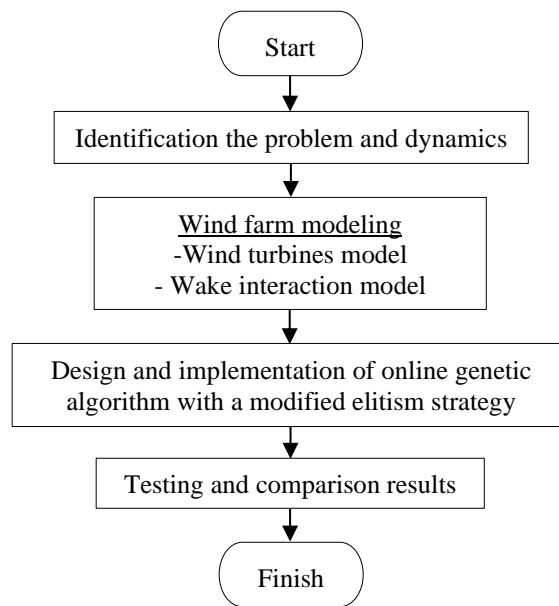 Start
Identification the problem and dynamics
Wind farm modeling
-Wind turbines model
- Wake interaction model
Design and implementation of online genetic
algorithm with a modified elitism strategy
Testing and comparison results
Finish